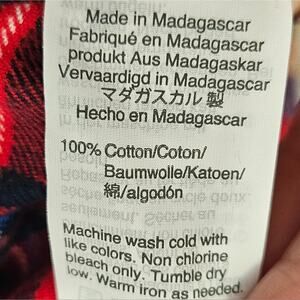 Made in Madagascar
Fabriqué en Madagascar
produkt Aus Madagaskar
Vervaardigd in Madagascar
マダガスカル 製
Hecho en Madagascar
100% Cotton/Coton/
Baumwolle/Katoen/
綿/algodón
Machine wash cold with
like colors. Non chlorine
bleach only. Tumble dry
low. Warm iron as needed.